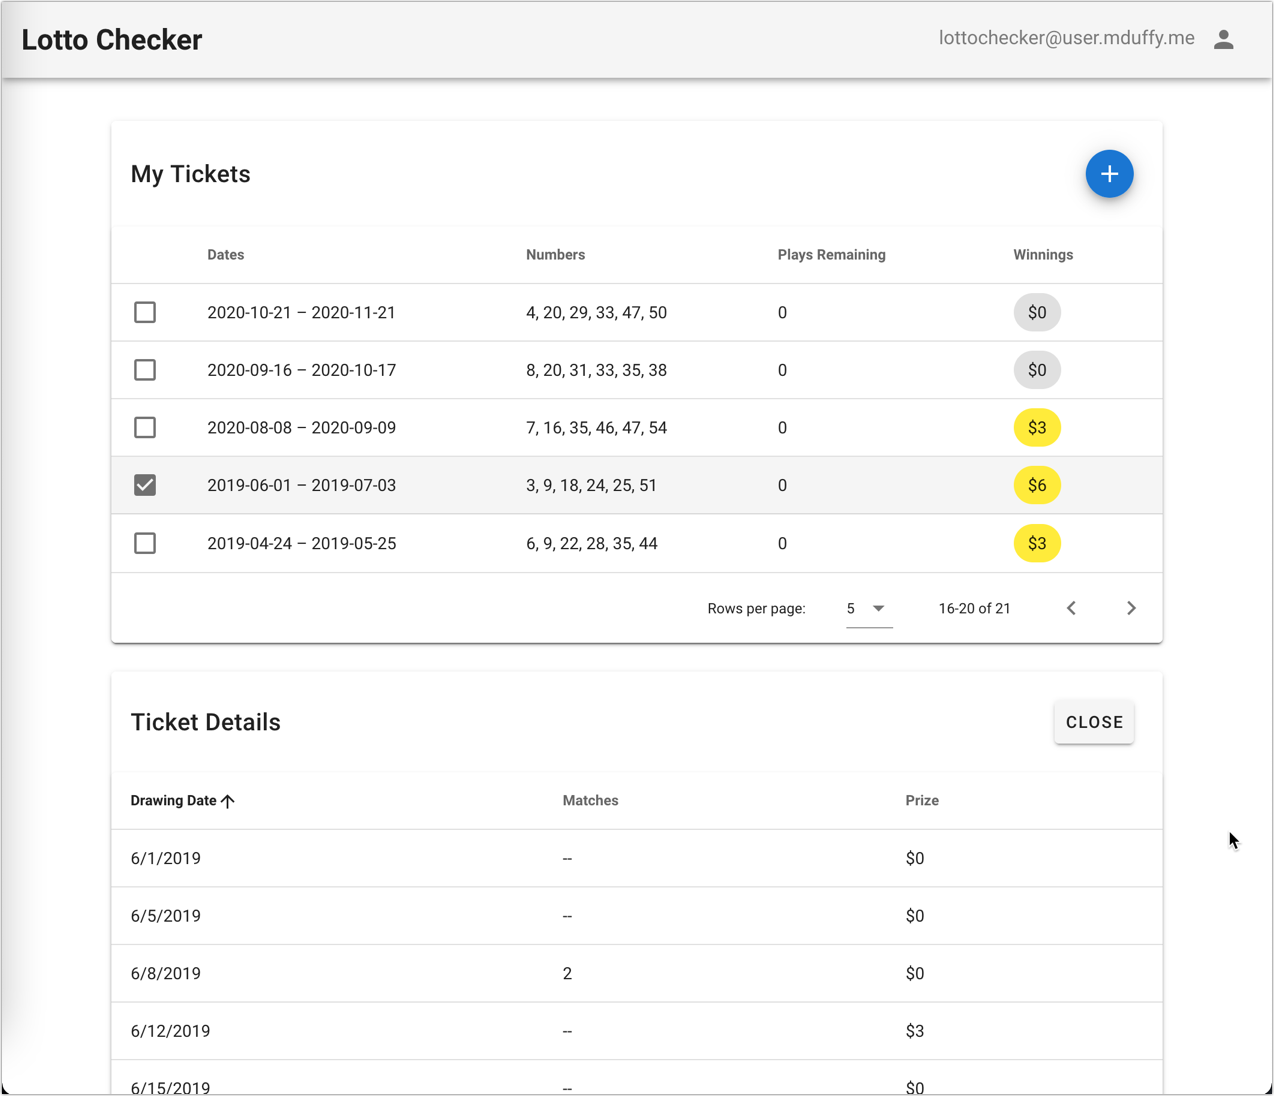 Lotto Checker
lottochecker@user.mduffy.me
My Tickets
Dates Numbers Plays Remaining Winnings
2020-10-21 – 2020-11-21 4, 20, 29, 33, 47, 50 0 $0
2020-09-16 – 2020-10-17 8, 20, 31, 33, 35, 38 0 $0
2020-08-08 – 2020-09-09 7, 16, 35, 46, 47, 54 0 $3
2019-06-01 – 2019-07-03 3, 9, 18, 24, 25, 51 0 $6
2019-04-24 – 2019-05-25 6, 9, 22, 28, 35, 44 0 $3
Rows per page: 5 16-20 of 21
Ticket Details CLOSE
Drawing Date Matches Prize
6/1/2019 -- $0
6/5/2019 -- $0
6/8/2019 2 $0
6/12/2019 -- $3
6/15/2019 -- $0